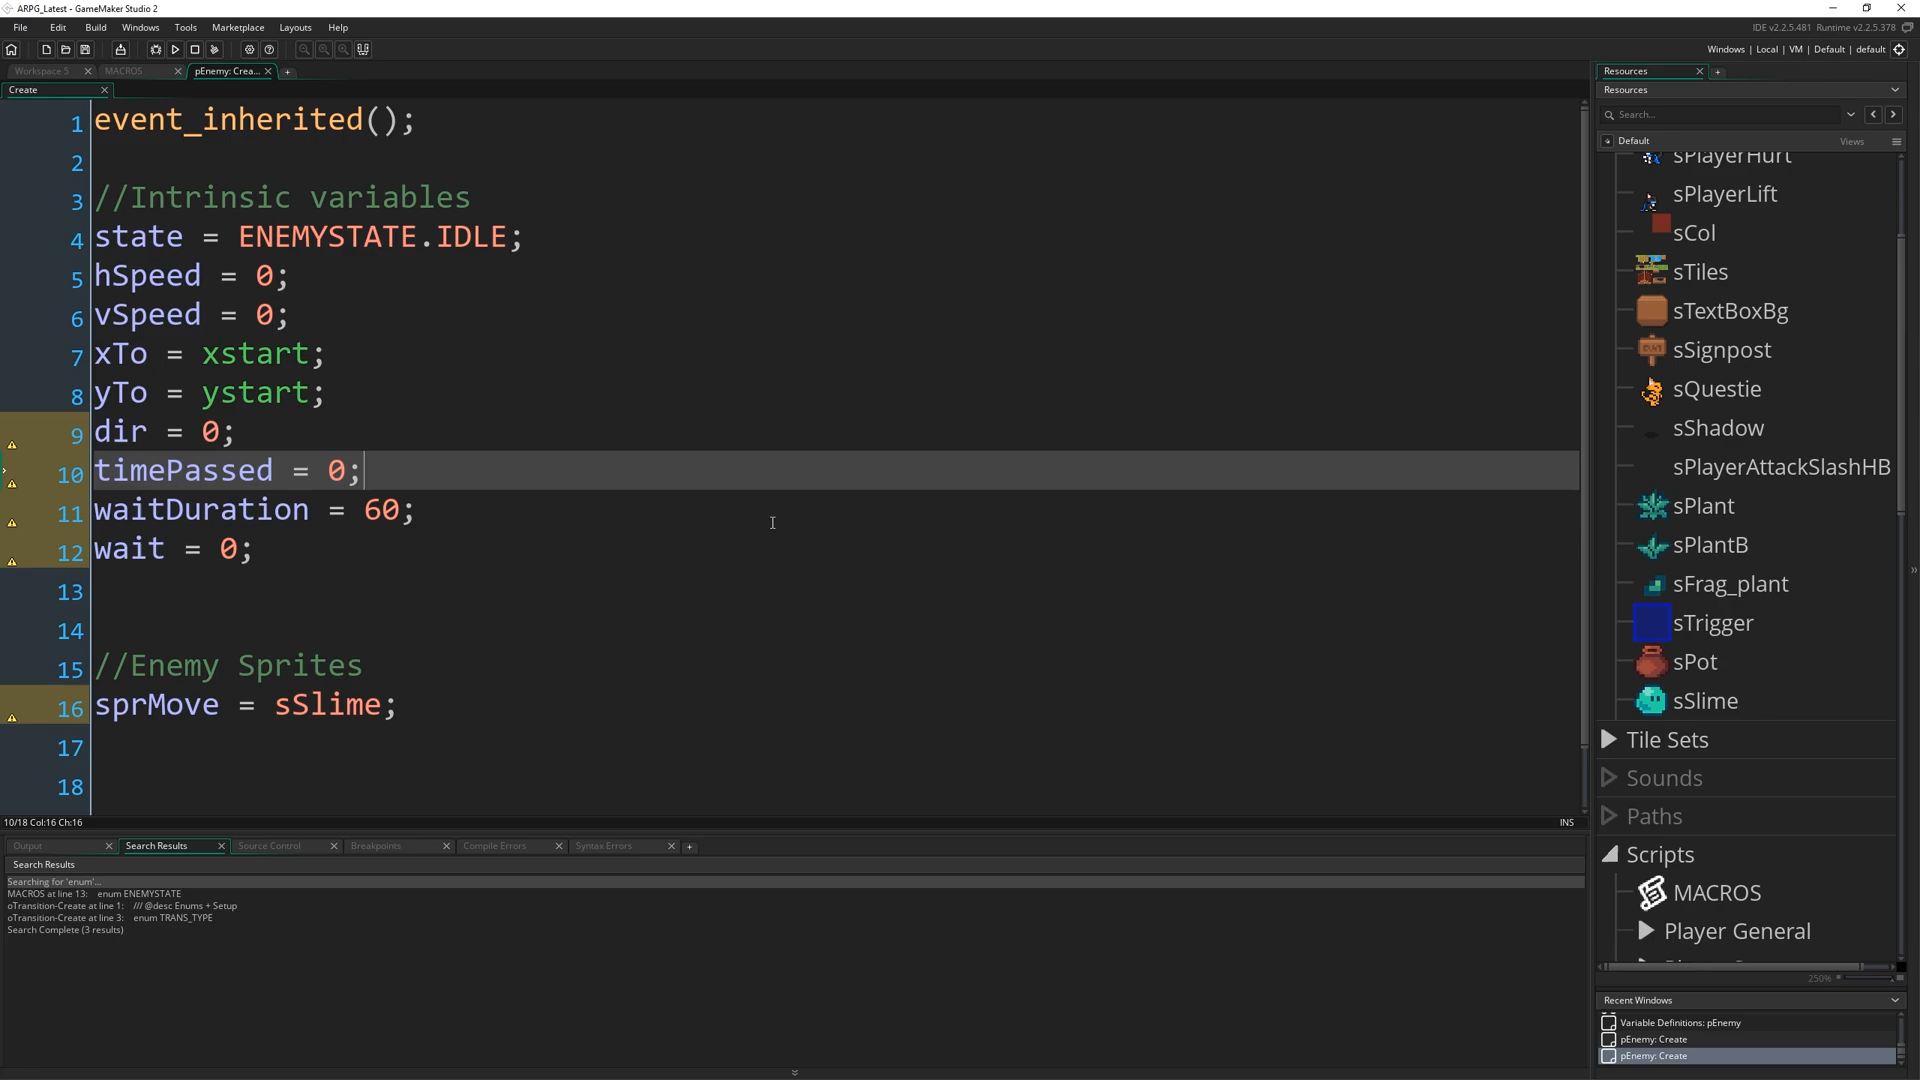 ARPG_Latest - GameMaker Studio 2
File Edit Build Windows Tools Marketplace Layouts Help
IDE v2.2.5.481 Runtime v2.2.5.378
Windows | Local | VM | Default | default
Workspace 5
MACROS
pEnemy: Crea...
Create
1 event_inherited();
2
3 //Intrinsic variables
4 state = ENEMYSTATE.IDLE;
5 hSpeed = 0;
6 vSpeed = 0;
7 xTo = xstart;
8 yTo = ystart;
9 dir = 0;
10 timePassed = 0;
11 waitDuration = 60;
12 wait = 0;
13
14
15 //Enemy Sprites
16 sprMove = sSlime;
17
18
10/18 Col:16 Ch:16
INS
Output
Search Results
Source Control
Breakpoints
Compile Errors
Syntax Errors
Search Results
Searching for 'enum'...
MACROS at line 13: enum ENEMYSTATE
oTransition-Create at line 1: /// @desc Enums + Setup
oTransition-Create at line 3: enum TRANS_TYPE
Search Complete (3 results)
Resources
Resources
Search...
Default
Views
sPlayerHurt
sPlayerLift
sCol
sTiles
sTextBoxBg
sSignpost
sQuestie
sShadow
sPlayerAttackSlashHB
sPlant
sPlantB
sFrag_plant
sTrigger
sPot
sSlime
Tile Sets
Sounds
Paths
Scripts
MACROS
Player General
250%
Recent Windows
Variable Definitions: pEnemy
pEnemy: Create
pEnemy: Create